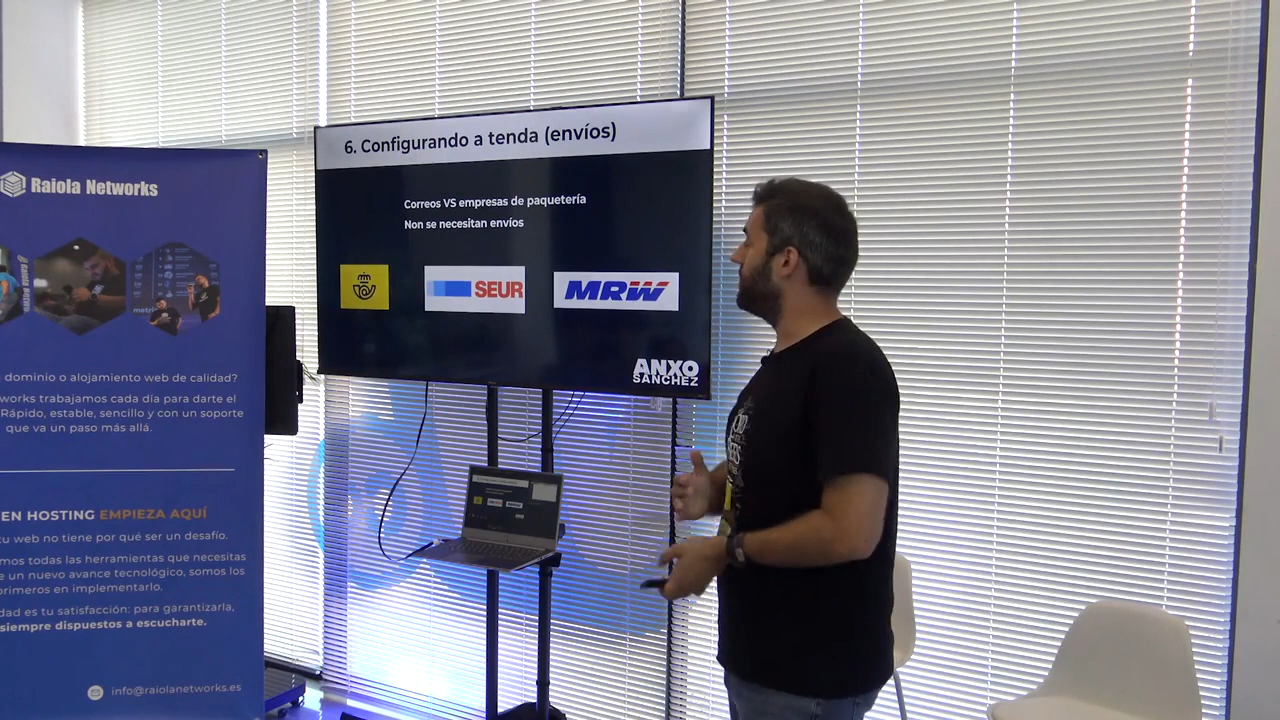 Raiola Networks
dominio o alojamiento web de calidad?
works trabajamos cada día para darte el
Rápido, estable, sencillo y con un soporte
que va un paso más allá.
EN HOSTING EMPIEZA AQUÍ
tu web no tiene por qué ser un desafío.
mos todas las herramientas que necesitas
e un nuevo avance tecnológico, somos los
primeros en implementarlo.
dad es tu satisfacción: para garantizarla,
siempre dispuestos a escucharte.
info@raiolanetworks.es
6. Configurando a tenda (envíos)
Correos VS empresas de paquetería
Non se necesitan envíos
SEUR
MRW
ANXO
SANCHEZ